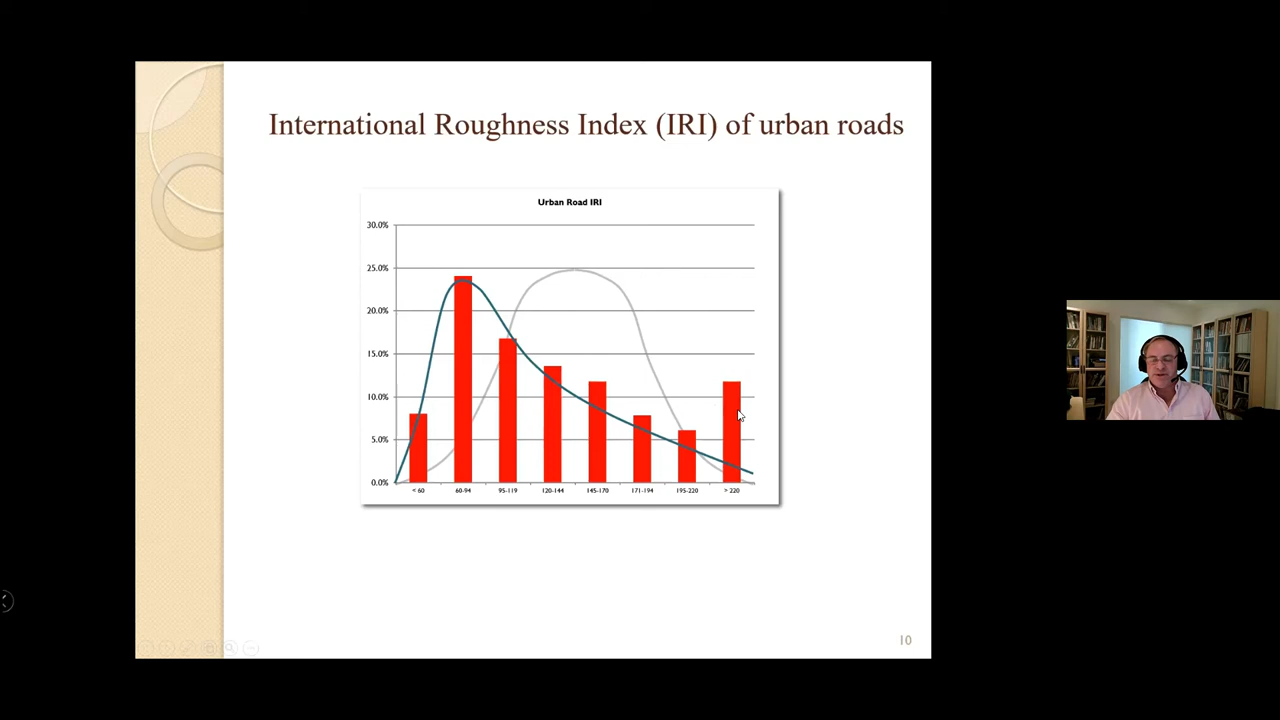 International Roughness Index (IRI) of urban roads
Urban Road IRI
30.0%
25.0%
20.0%
15.0%
10.0%
5.0%
0.0%
< 60 60-94 95-119 120-144 145-170 171-194 195-220 > 220
10